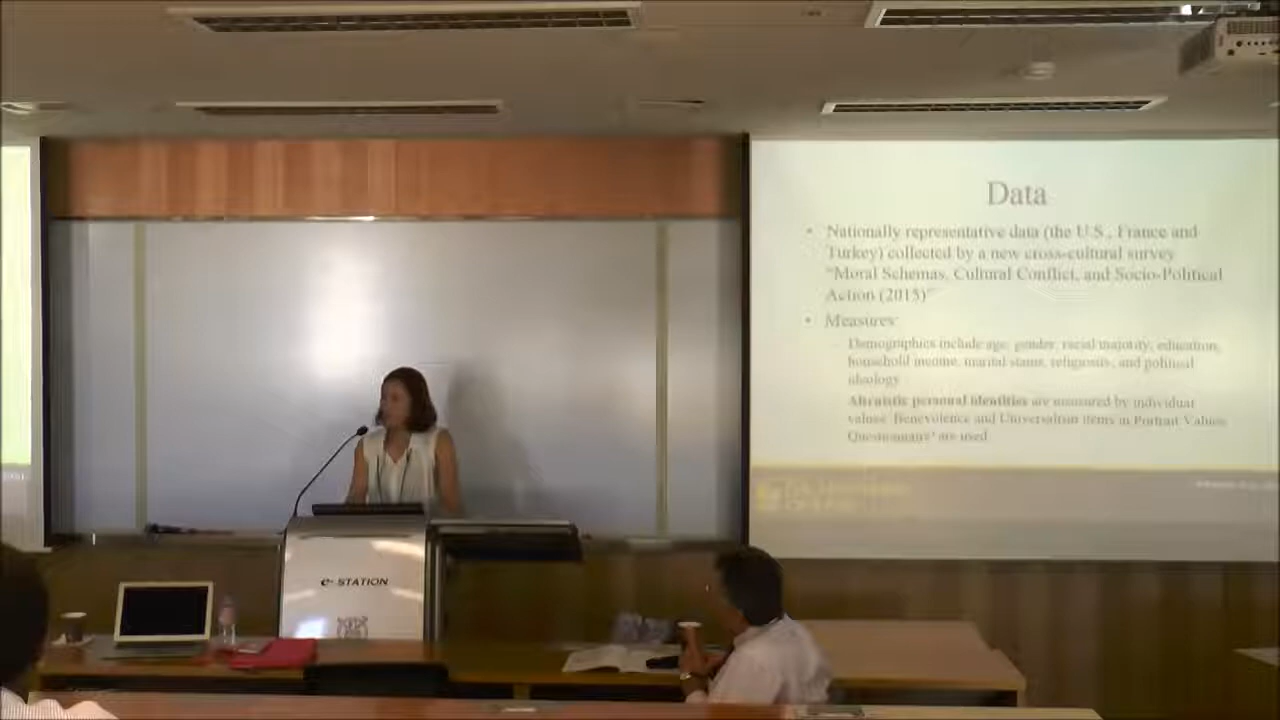 Data
• Nationally representative data (the U.S., France and
Turkey) collected by a new cross-cultural survey
"Moral Schemas, Cultural Conflict, and Socio-Political
Action (2015)"
• Measures:
Demographics include age, gender, racial majority, education,
household income, marital status, religiosity, and political
ideology
Altruistic personal identities are measured by individual
values. Benevolence and Universalism items in Portrait Values
Questionnaire are used
e-STATION